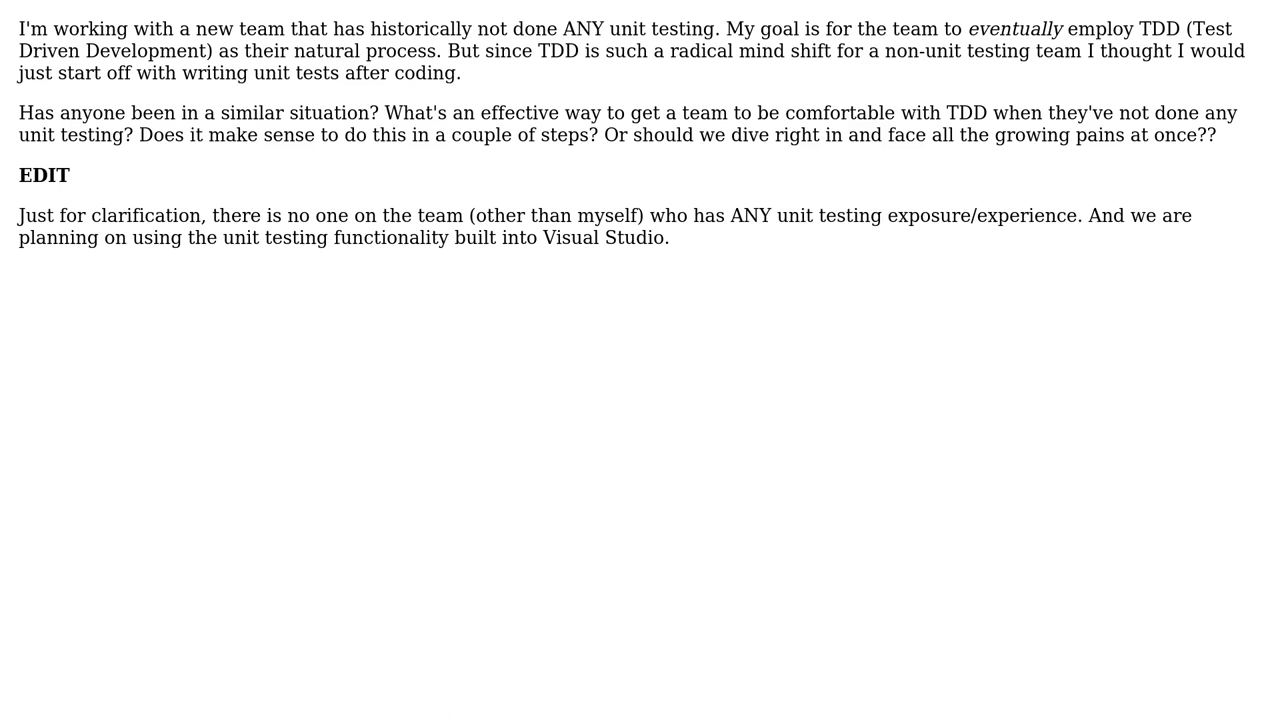 I'm working with a new team that has historically not done ANY unit testing. My goal is for the team to eventually employ TDD (Test
Driven Development) as their natural process. But since TDD is such a radical mind shift for a non-unit testing team I thought I would
just start off with writing unit tests after coding.
Has anyone been in a similar situation? What's an effective way to get a team to be comfortable with TDD when they've not done any
unit testing? Does it make sense to do this in a couple of steps? Or should we dive right in and face all the growing pains at once??
EDIT
Just for clarification, there is no one on the team (other than myself) who has ANY unit testing exposure/experience. And we are
planning on using the unit testing functionality built into Visual Studio.